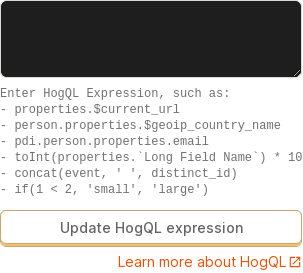 Enter HogQL Expression, such as:
- properties.$current_url
- person.properties.$geoip_country_name
- pdi.person.properties.email
- toInt(properties.`Long Field Name`) * 10
- concat(event, ' ', distinct_id)
- if(1 < 2, 'small', 'large')
Update HogQL expression
Learn more about HogQL